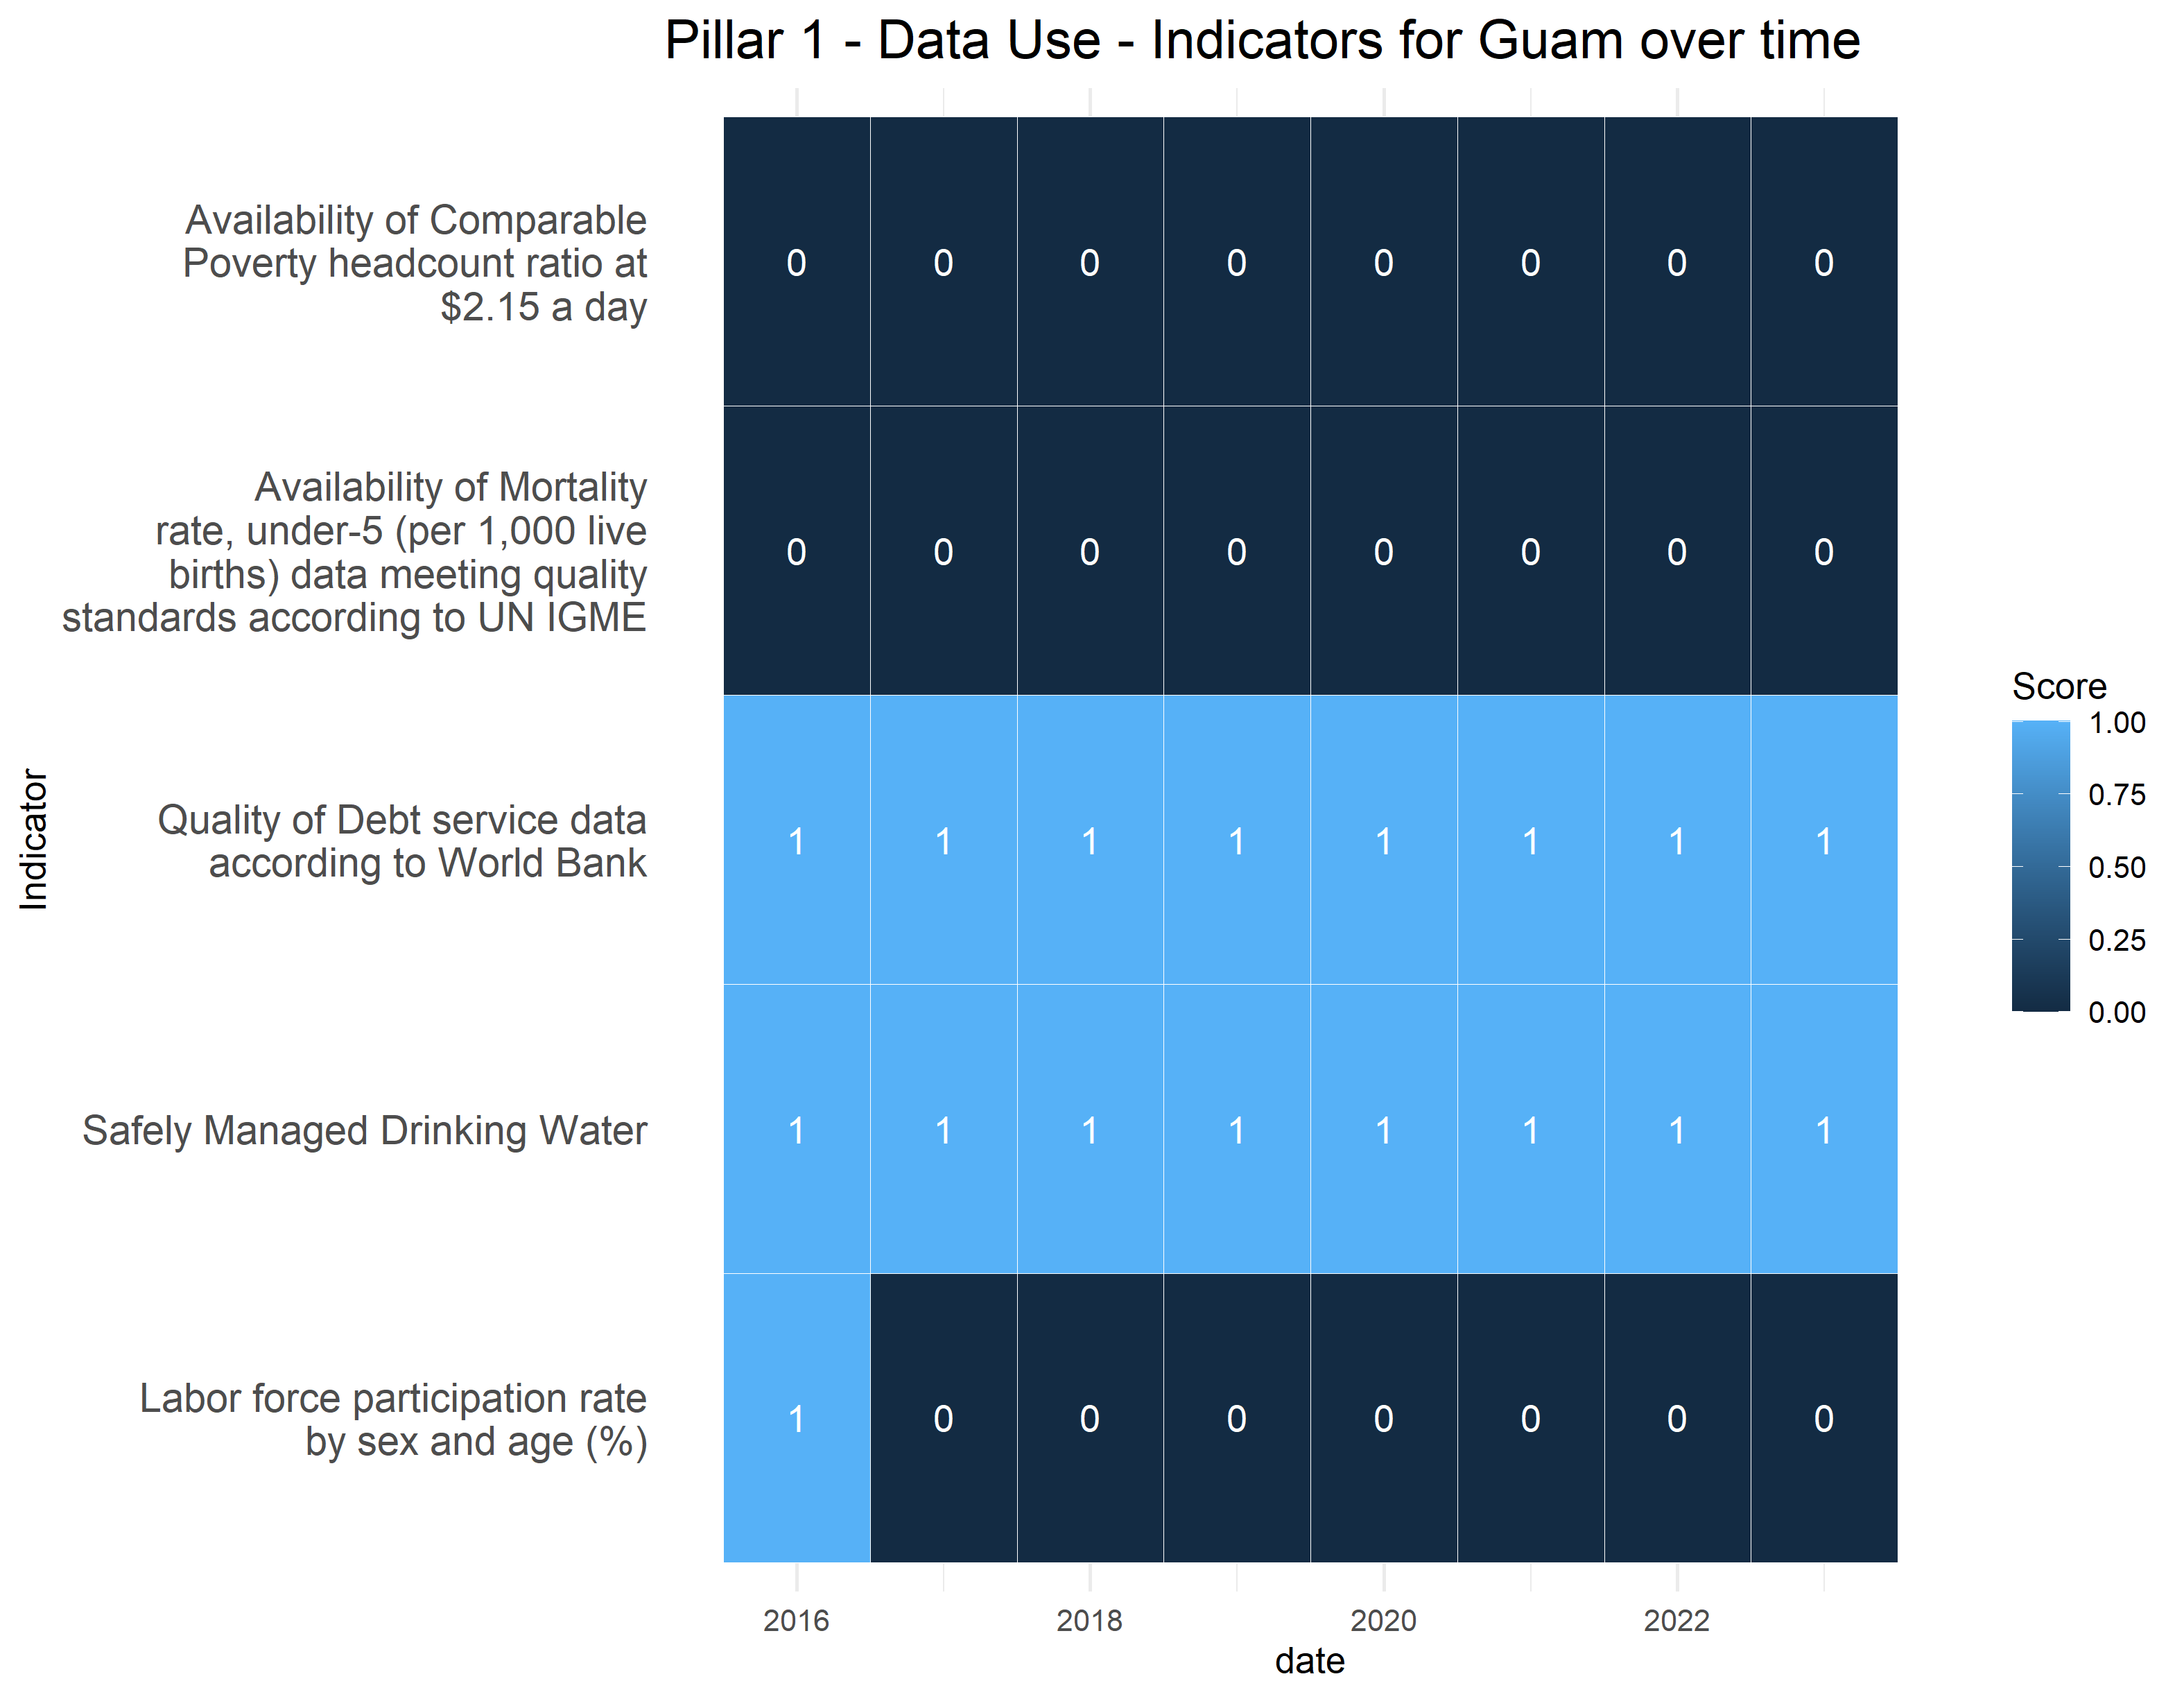 Pillar 1 - Data Use - Indicators for Guam over time
Indicator
Availability of Comparable
Poverty headcount ratio at
$2.15 a day
0 0 0 0 0 0 0 0
Availability of Mortality
rate, under-5 (per 1,000 live
births) data meeting quality
standards according to UN IGME
0 0 0 0 0 0 0 0
Quality of Debt service data
according to World Bank
1 1 1 1 1 1 1 1
Safely Managed Drinking Water
1 1 1 1 1 1 1 1
Labor force participation rate
by sex and age (%)
1 0 0 0 0 0 0 0
2016 2018 2020 2022
date
Score
1.00
0.75
0.50
0.25
0.00